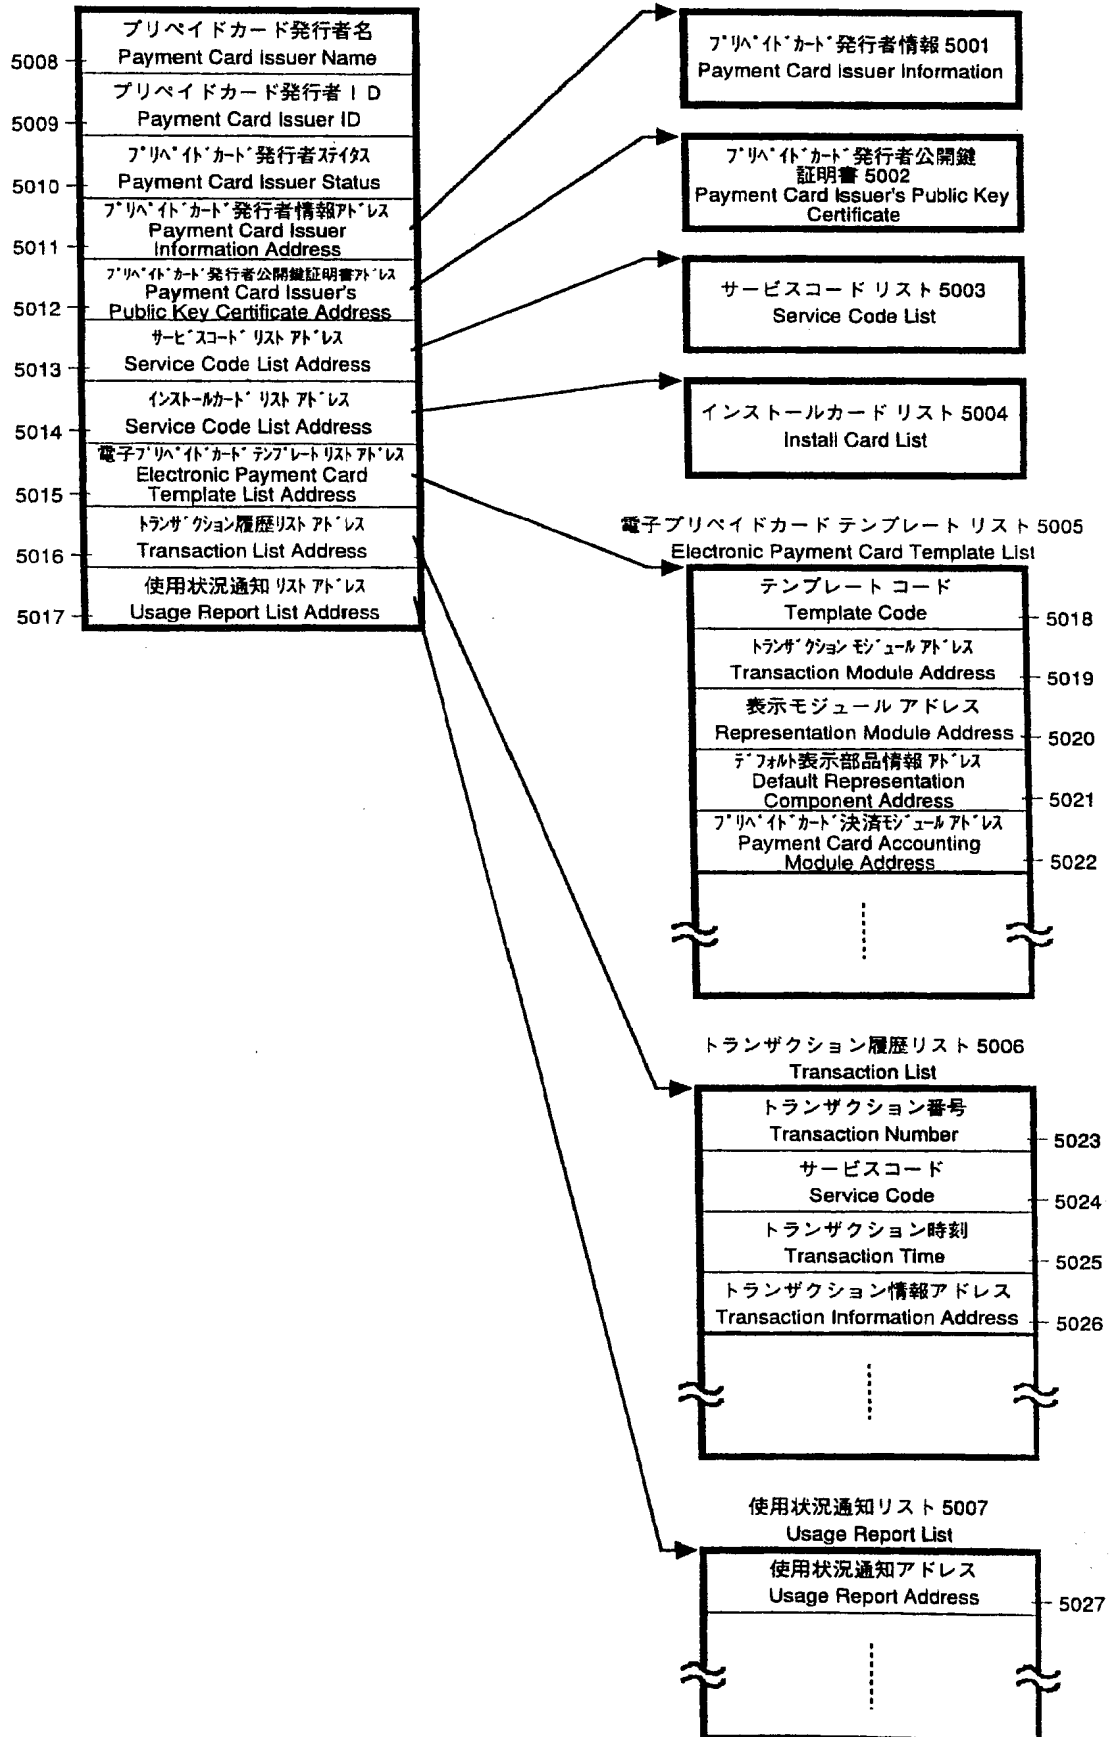 プリペイドカード発行者名
5008
Payment Card Issuer Name
プリペイドカード発行者ID
5009
Payment Card Issuer ID
プリペイドカード発行者ステイタス
5010
Payment Card Issuer Status
プリペイドカード発行者情報アドレス
Payment Card Issuer
5011
Information Address
プリペイドカード発行者公開鍵証明書アドレス
Payment Card Issuer's
5012
Public Key Certificate Address
サービスコード リスト アドレス
5013
Service Code List Address
インストールカード リスト アドレス
5014
Service Code List Address
電子プリペイドカード テンプレート リスト アドレス
Electronic Payment Card
5015
Template List Address
トランザクション履歴リスト アドレス
5016
Transaction List Address
使用状況通知 リスト アドレス
5017
Usage Report List Address
プリペイドカード発行者情報 5001
Payment Card Issuer Information
プリペイドカード発行者公開鍵
証明書 5002
Payment Card Issuer's Public Key
Certificate
サービスコード リスト 5003
Service Code List
インストールカード リスト 5004
Install Card List
電子プリペイドカード テンプレート リスト 5005
Electronic Payment Card Template List
テンプレート コード
Template Code
5018
トランザクション モジュール アドレス
Transaction Module Address
5019
表示モジュール アドレス
Representation Module Address
5020
デフォルト表示部品情報 アドレス
Default Representation
Component Address
5021
プリペイドカード決済モジュール アドレス
Payment Card Accounting
Module Address
5022
トランザクション履歴リスト 5006
Transaction List
トランザクション番号
Transaction Number
5023
サービスコード
Service Code
5024
トランザクション時刻
Transaction Time
5025
トランザクション情報アドレス
Transaction Information Address
5026
使用状況通知リスト 5007
Usage Report List
使用状況通知アドレス
Usage Report Address
5027